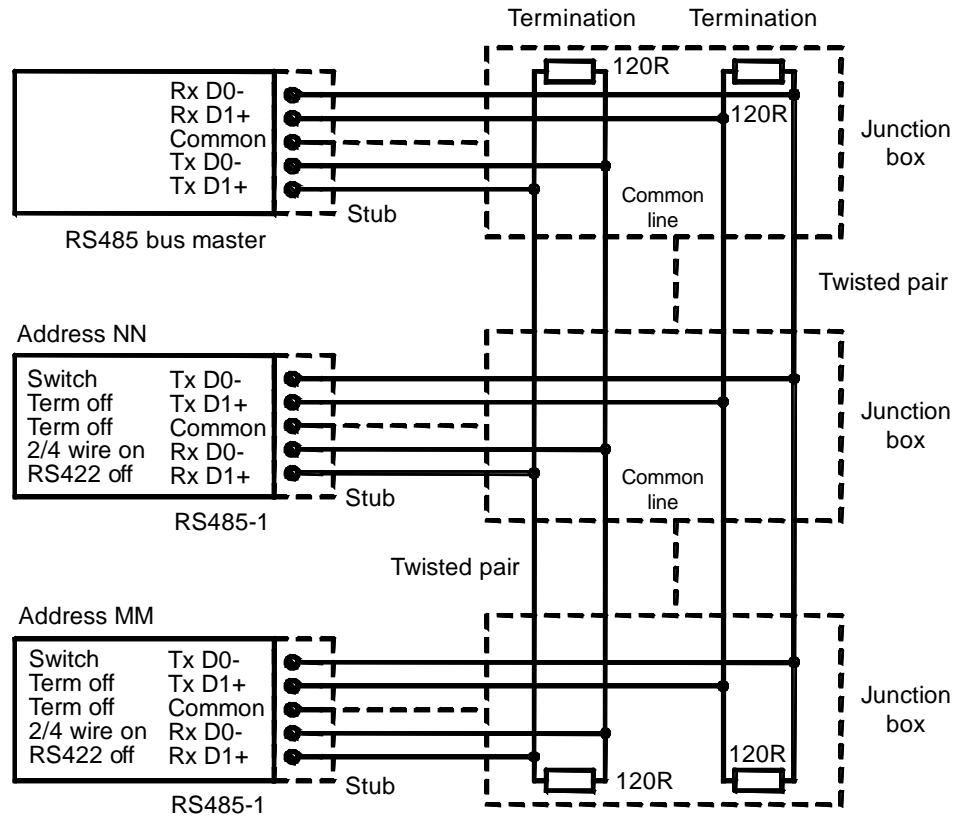 Termination
Termination
120R
Rx D0-
Rx D1+
120R
Common
Junction
box
Tx D0-
Tx D1+
Common
line
Stub
RS485 bus master
Twisted pair
Address NN
Switch
Tx D0-
Term off
Tx D1+
Junction
box
Term off
Common
2/4 wire on
Rx D0-
RS422 off
Rx D1+
Common
line
Stub
RS485-1
Twisted pair
Address MM
Switch
Tx D0-
Term off
Tx D1+
Junction
box
Term off
Common
2/4 wire on
Rx D0-
RS422 off
Rx D1+
120R
120R
Stub
RS485-1